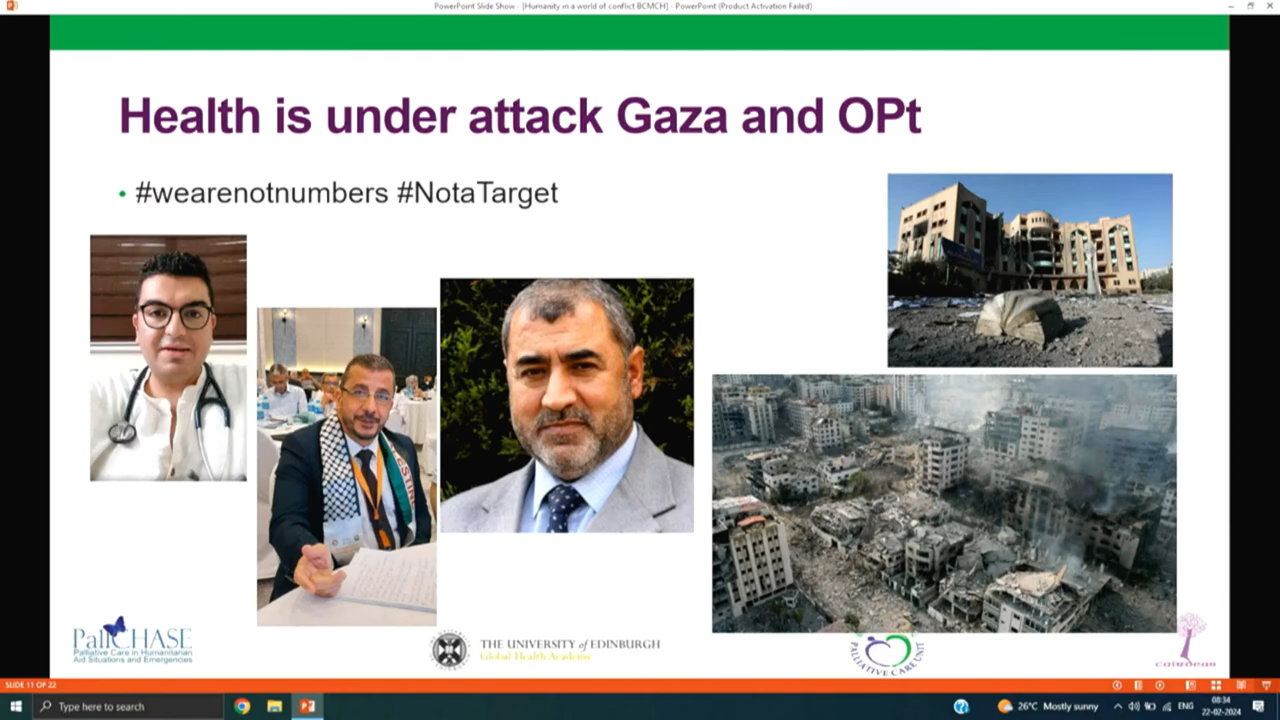 PowerPoint Slide Show - [Humanity in a world of conflict BCMCH] - PowerPoint (Product Activation Failed)
Health is under attack Gaza and OPt
• #wearenotnumbers #NotaTarget
PallCHASE
Palliative Care in Humanitarian
Aid Situations and Emergencies
THE UNIVERSITY of EDINBURGH
Global Health Academy
PALLIATIVE CARE UNIT
cairdeas
SLIDE 11 OF 22
Type here to search
26°C Mostly sunny
ENG
08:34
22-02-2024